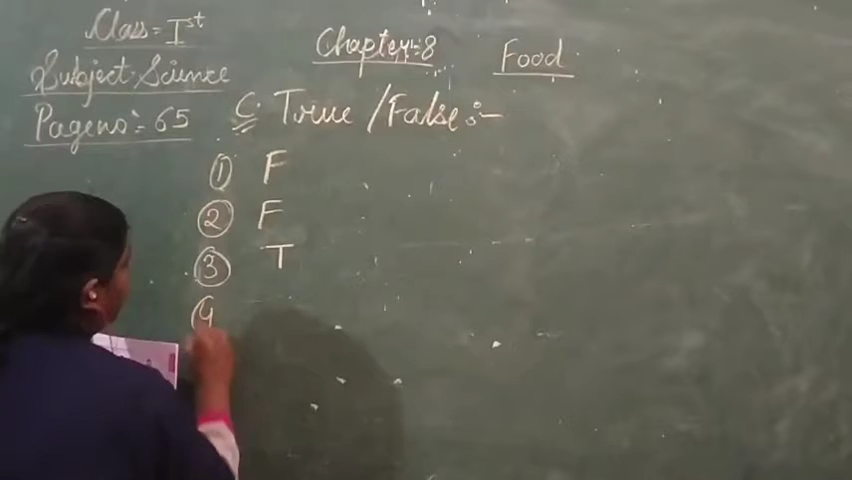 Class:- Ist
Chapter:-8
Food
Subject:Science
Pageno:- 65
C. True /False:-
1 F
2 F
3 T
4